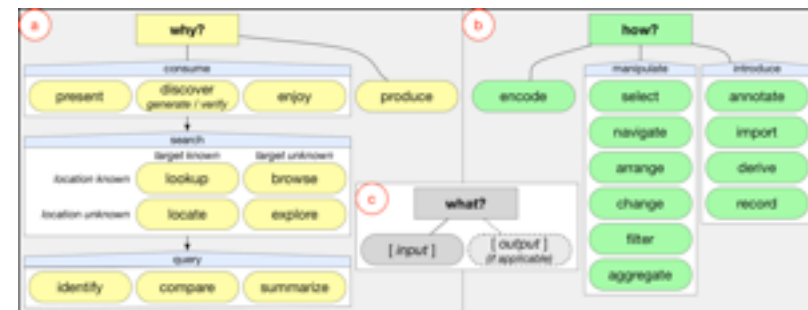 a
why?
consume
present
discover
generate / verify
enjoy
produce
search
target known
target unknown
location known
lookup
browse
location unknown
locate
explore
query
identify
compare
summarize
b
how?
encode
manipulate
select
navigate
arrange
change
filter
aggregate
introduce
annotate
import
derive
record
c
what?
[ input ]
[ output ]
(if applicable)